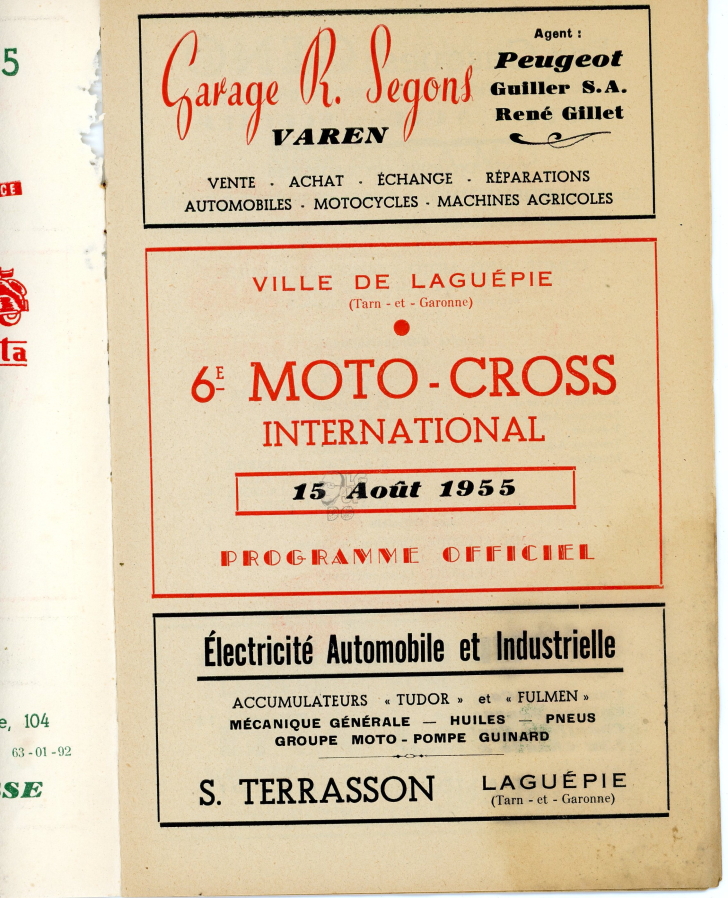 5
CE
ta
e, 104
63-01-92
SSE
Garage R. Segons
VAREN
Agent :
Peugeot
Guiller S.A.
René Gillet
VENTE - ACHAT - ÉCHANGE - RÉPARATIONS
AUTOMOBILES - MOTOCYCLES - MACHINES AGRICOLES
VILLE DE LAGUÉPIE
(Tarn - et - Garonne)
6E MOTO - CROSS
INTERNATIONAL
15 Août 1955
PROGRAMME OFFICIEL
Électricité Automobile et Industrielle
ACCUMULATEURS « TUDOR » et « FULMEN »
MÉCANIQUE GÉNÉRALE — HUILES — PNEUS
GROUPE MOTO - POMPE GUINARD
S. TERRASSON
LAGUÉPIE
(Tarn - et - Garonne)